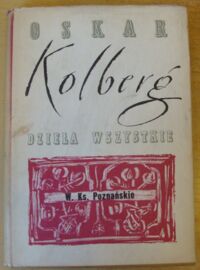 OSKAR
Kolberg
DZIEŁA WSZYSTKIE
W. Ks. Poznańskie